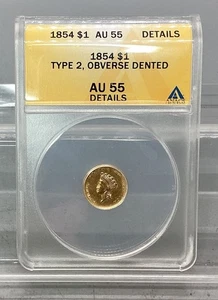 1854 $1 AU 55 DETAILS
1854 $1
TYPE 2, OBVERSE DENTED
AU 55
DETAILS